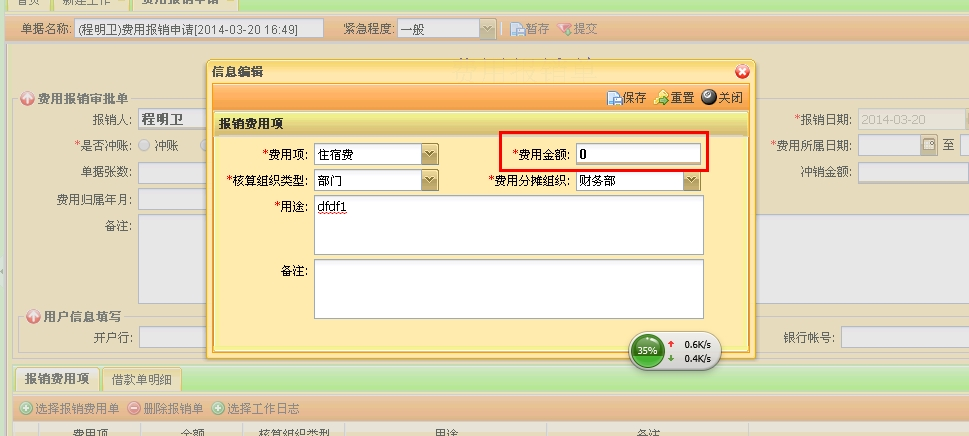 首页 新建工作 费用报销申请
单据名称: (程明卫)费用报销申请[2014-03-20 16:49] 紧急程度: 一般 暂存 提交
信息编辑
费用报销审批单
保存 重置 关闭
报销人: 程明卫
报销费用项
*报销日期: 2014-03-20
*是否冲账: 冲账
*费用项: 住宿费
*费用金额: 0
*费用所属日期: 至
单据张数:
*核算组织类型: 部门
*费用分摊组织: 财务部
冲销金额:
费用归属年月:
*用途: dfdf1
备注:
备注:
用户信息填写
开户行:
银行帐号:
35% 0.6K/s
0.4K/s
报销费用项 借款单明细
选择报销费用单 删除报销单 选择工作日志
费用项 金额 核算组织类型 用途 备注